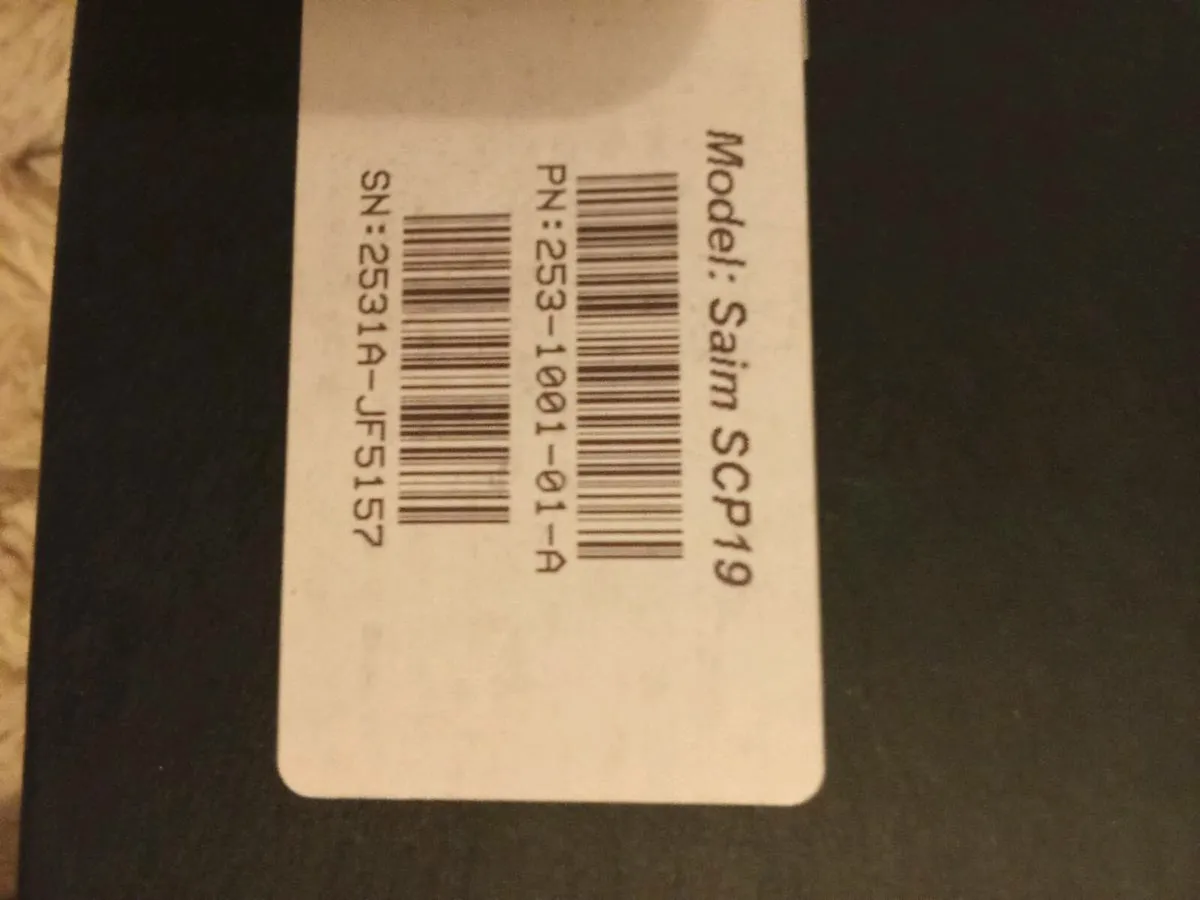 Model: Saim SCP19
PN:253-1001-01-A
SN:2531A-JF5157